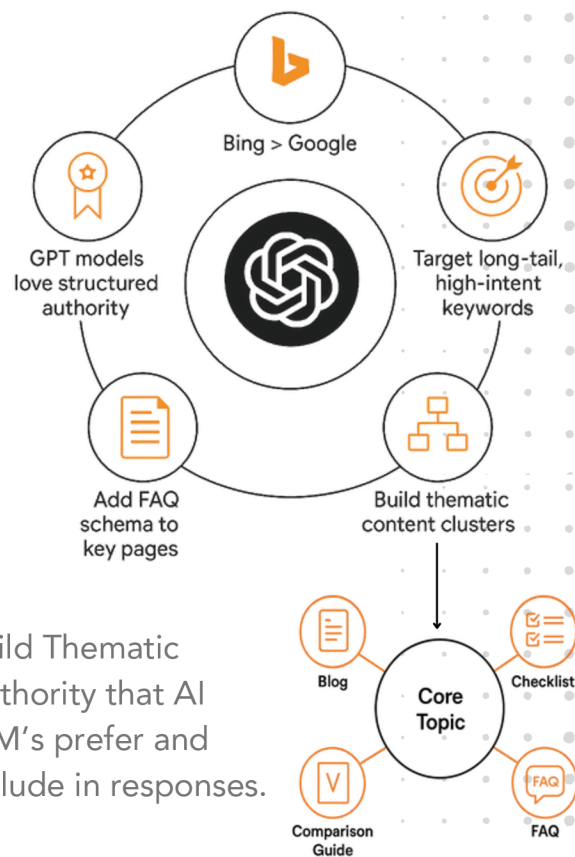 Bing > Google
GPT models
love structured
authority
Target long-tail,
high-intent
keywords
Add FAQ
schema to
key pages
Build thematic
content clusters
ild Thematic
thority that AI
M's prefer and
lude in responses.
Blog
Checklist
Core
Topic
V
FAQ
Comparison
Guide
FAQ